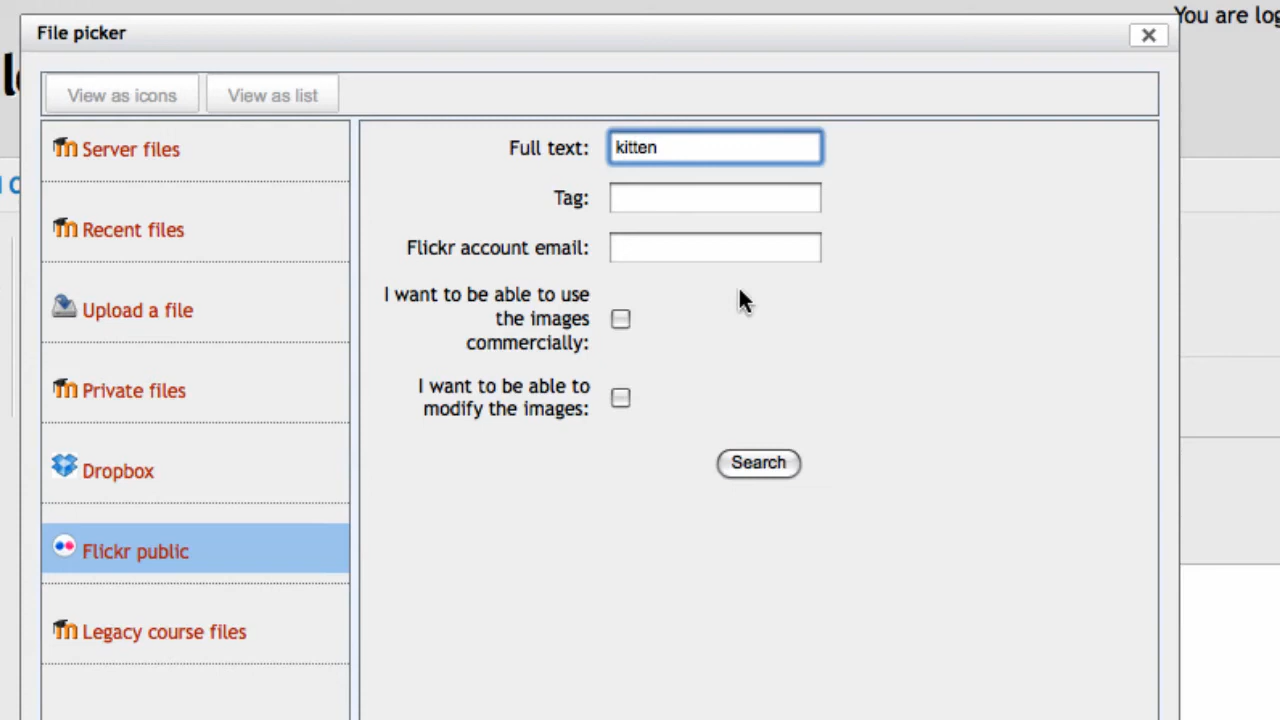 You are log
File picker
View as icons
View as list
Server files
Recent files
Upload a file
Private files
Dropbox
Flickr public
Legacy course files
Full text:
kitten
Tag:
Flickr account email:
I want to be able to use
the images
commercially:
I want to be able to
modify the images:
Search